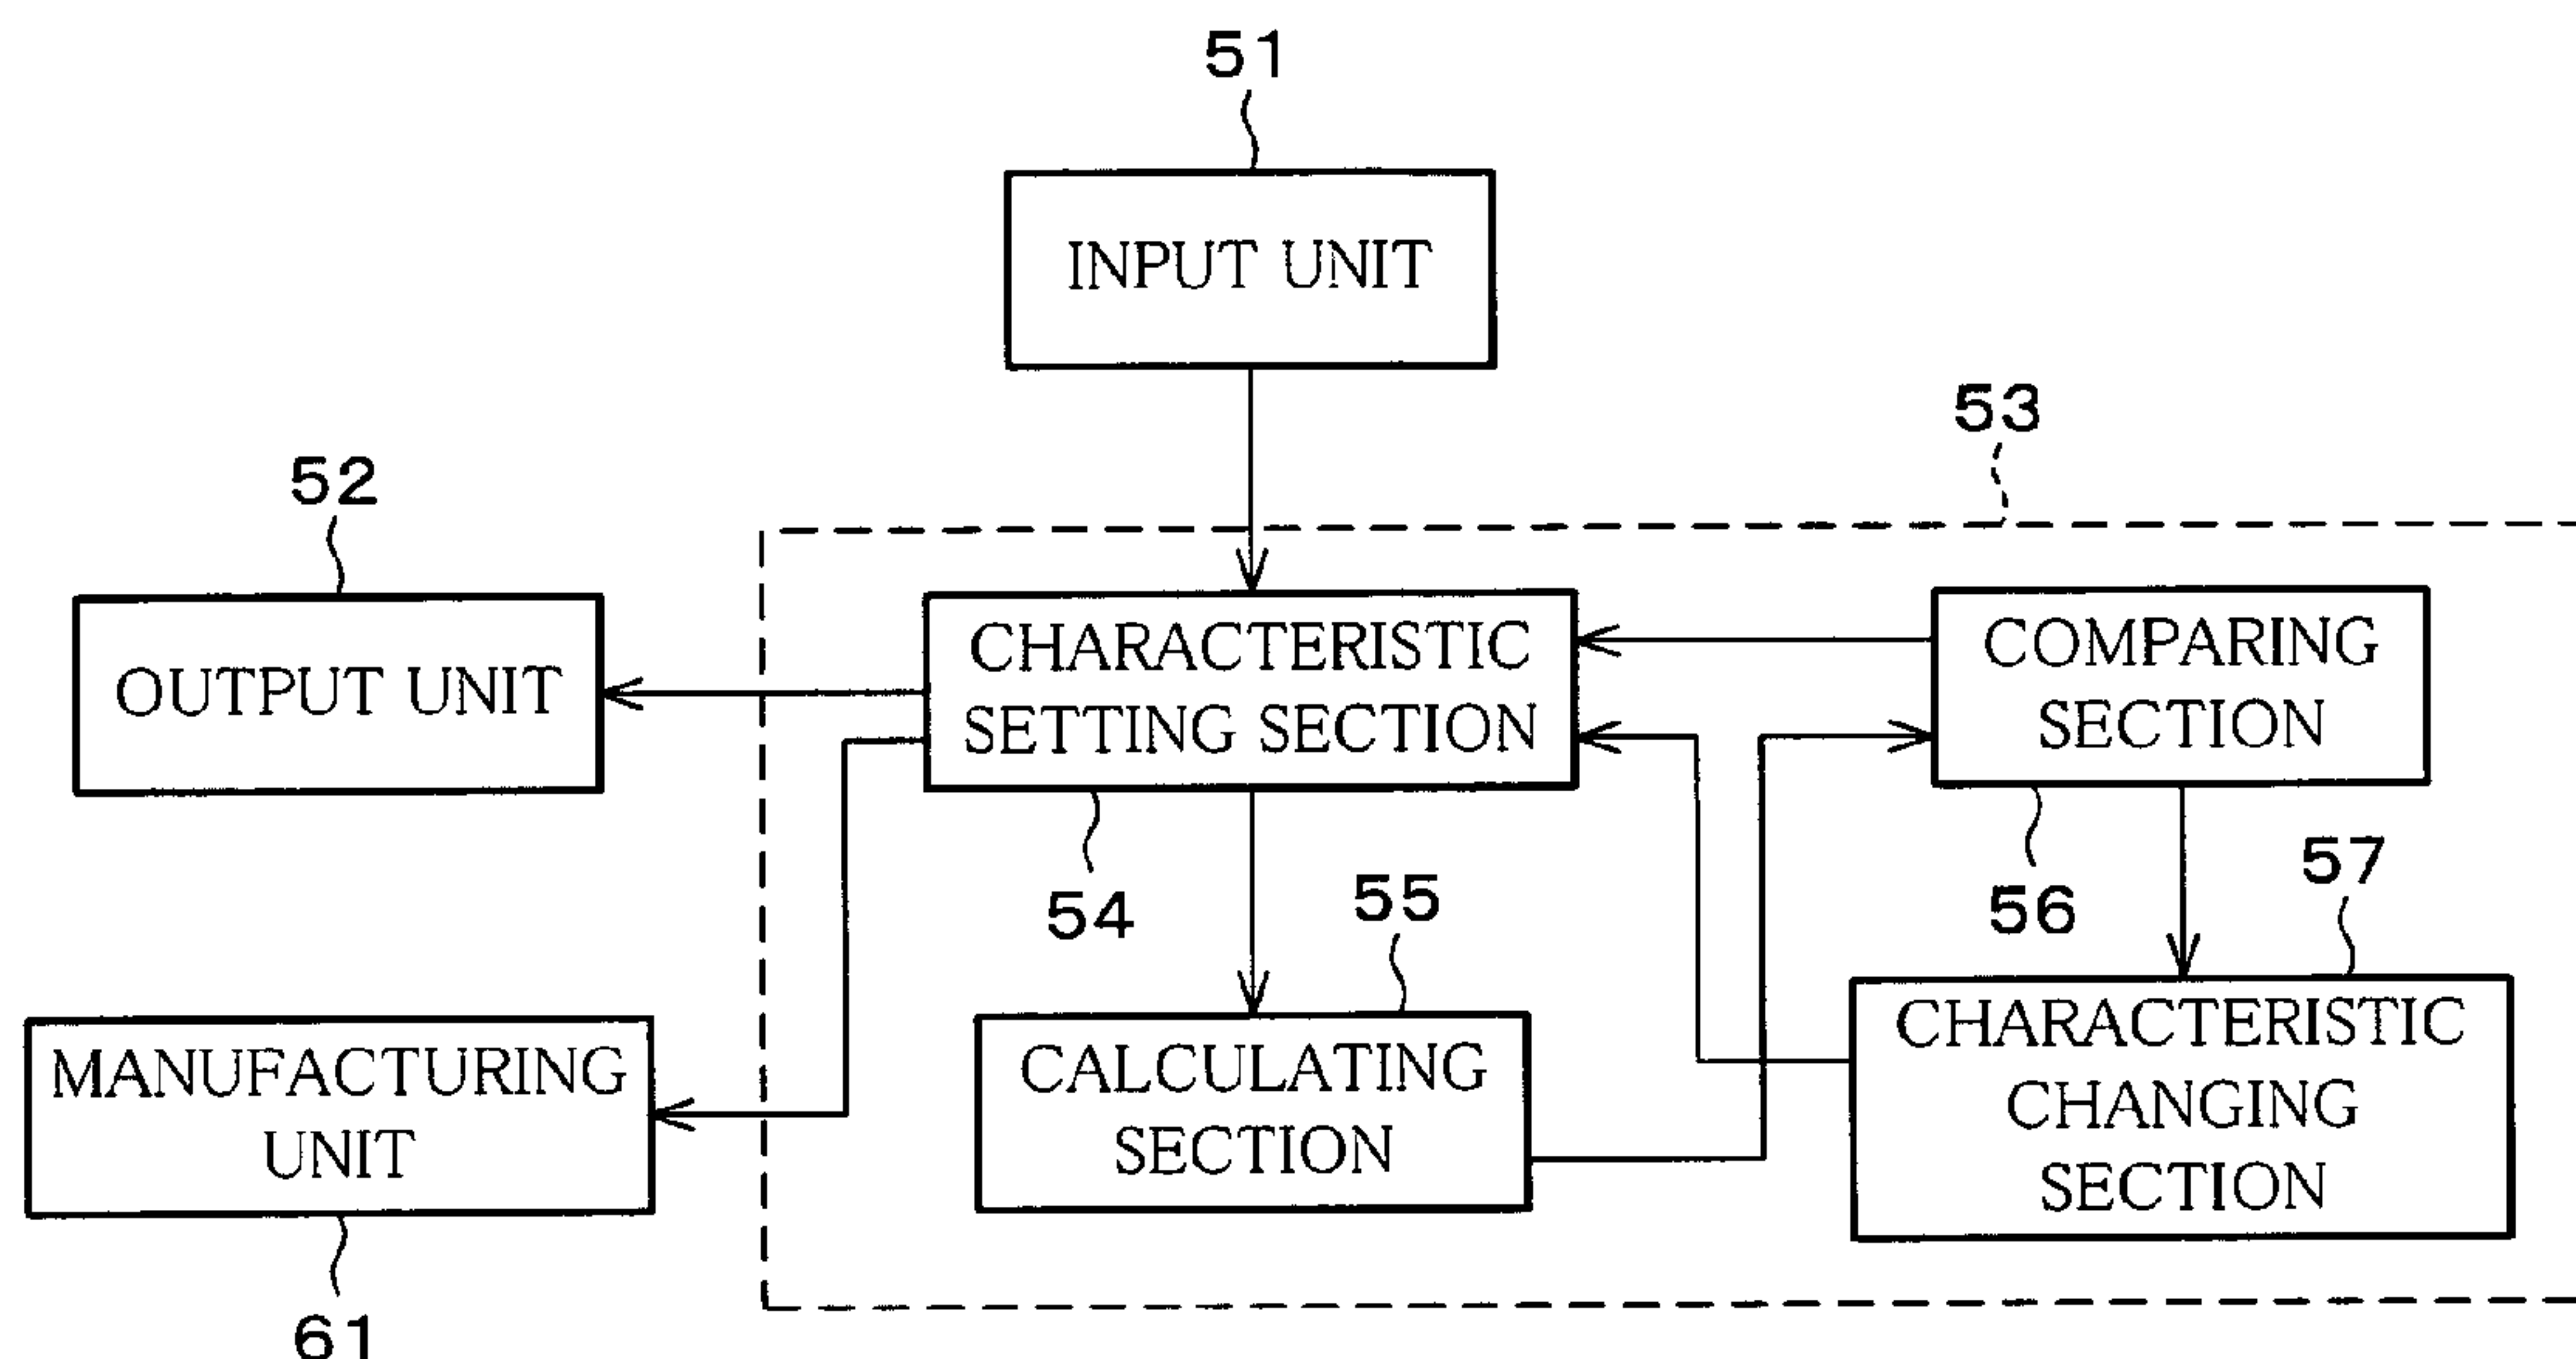 51
INPUT UNIT
53
52
OUTPUT UNIT
CHARACTERISTIC
SETTING SECTION
COMPARING
SECTION
54
55
56
57
MANUFACTURING
UNIT
CALCULATING
SECTION
CHARACTERISTIC
CHANGING
SECTION
61